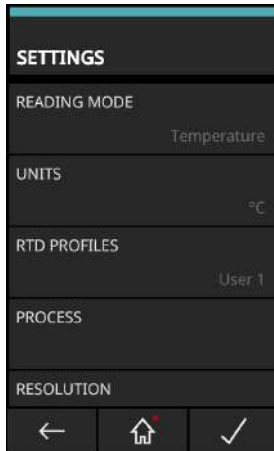 SETTINGS
READING MODE
Temperature
UNITS
°C
RTD PROFILES
User 1
PROCESS
RESOLUTION